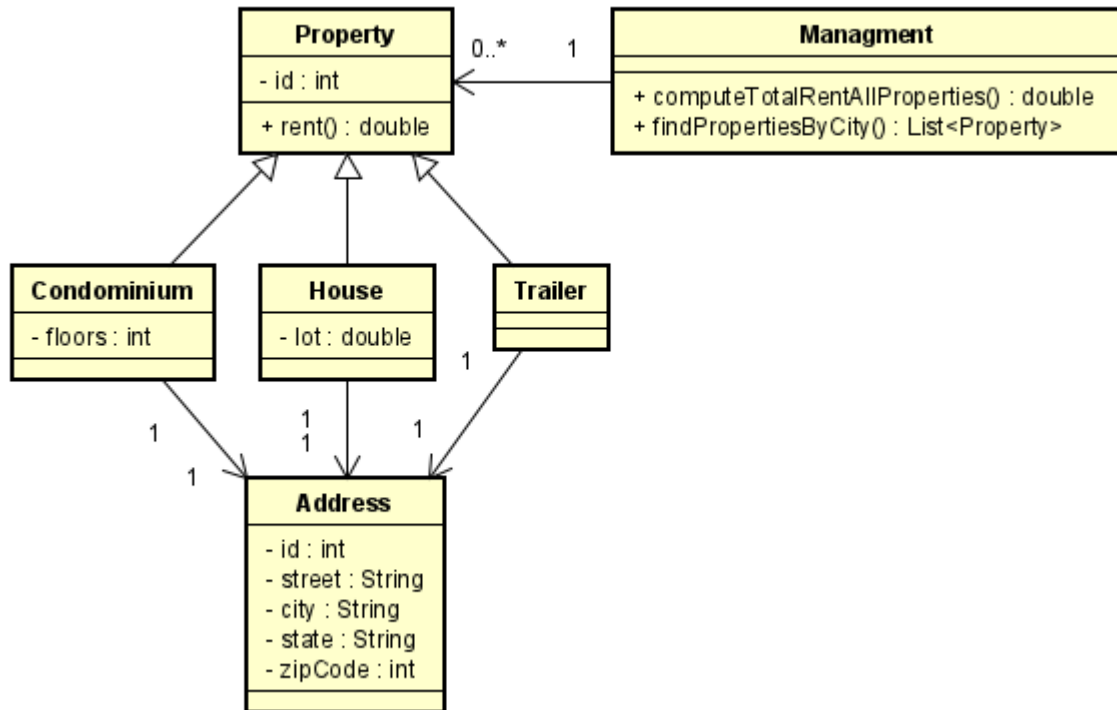 Property
- id : int
+ rent() : double
0..*
1
Managment
+ computeTotalRentAllProperties() : double
+ findPropertiesByCity() : List<Property>
Condominium
- floors : int
House
- lot : double
Trailer
1
1
1
1
1
1
Address
- id : int
- street : String
- city : String
- state : String
- zipCode : int